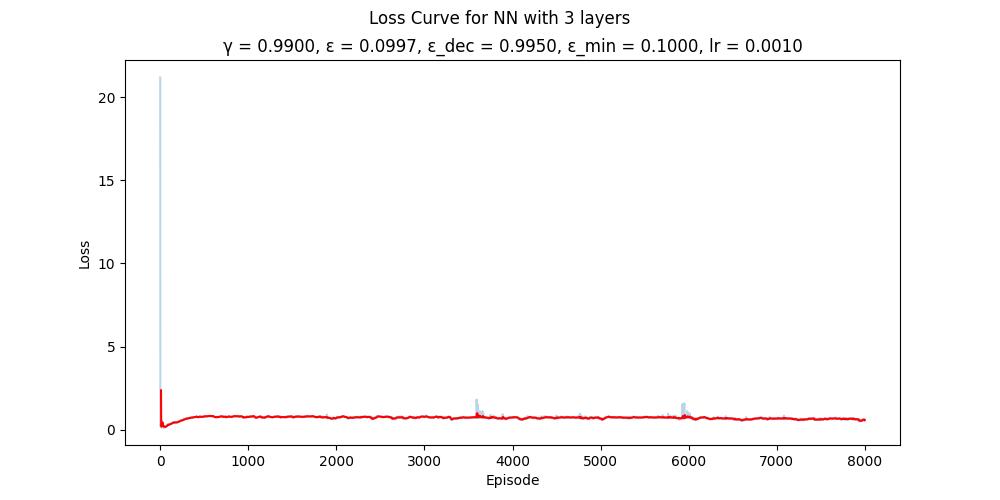 Loss Curve for NN with 3 layers
γ = 0.9900, ε = 0.0997, ε_dec = 0.9950, ε_min = 0.1000, lr = 0.0010
20
15
10
5
0
Loss
0 1000 2000 3000 4000 5000 6000 7000 8000
Episode